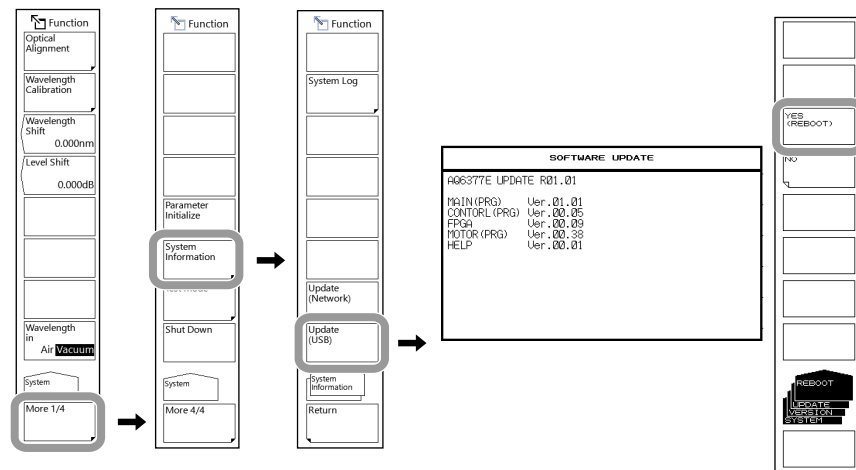 Function
Optical
Alignment
Wavelength
Calibration
Wavelength
Shift
0.000nm
Level Shift
0.000dB
Wavelength
in
Air Vacuum
System
More 1/4
Function
Parameter
Initialize
System
Information
Shut Down
System
More 4/4
Function
System Log
Update
(Network)
Update
(USB)
System
Information
Return
SOFTWARE UPDATE
AQ6377E UPDATE R01.01
MAIN(PRG) Ver.01.01
CONTORL(PRG) Ver.00.05
FPGA Ver.00.09
MOTOR(PRG) Ver.00.38
HELP Ver.00.01
YES
(REBOOT)
NO
REBOOT
UPDATE
VERSION
SYSTEM